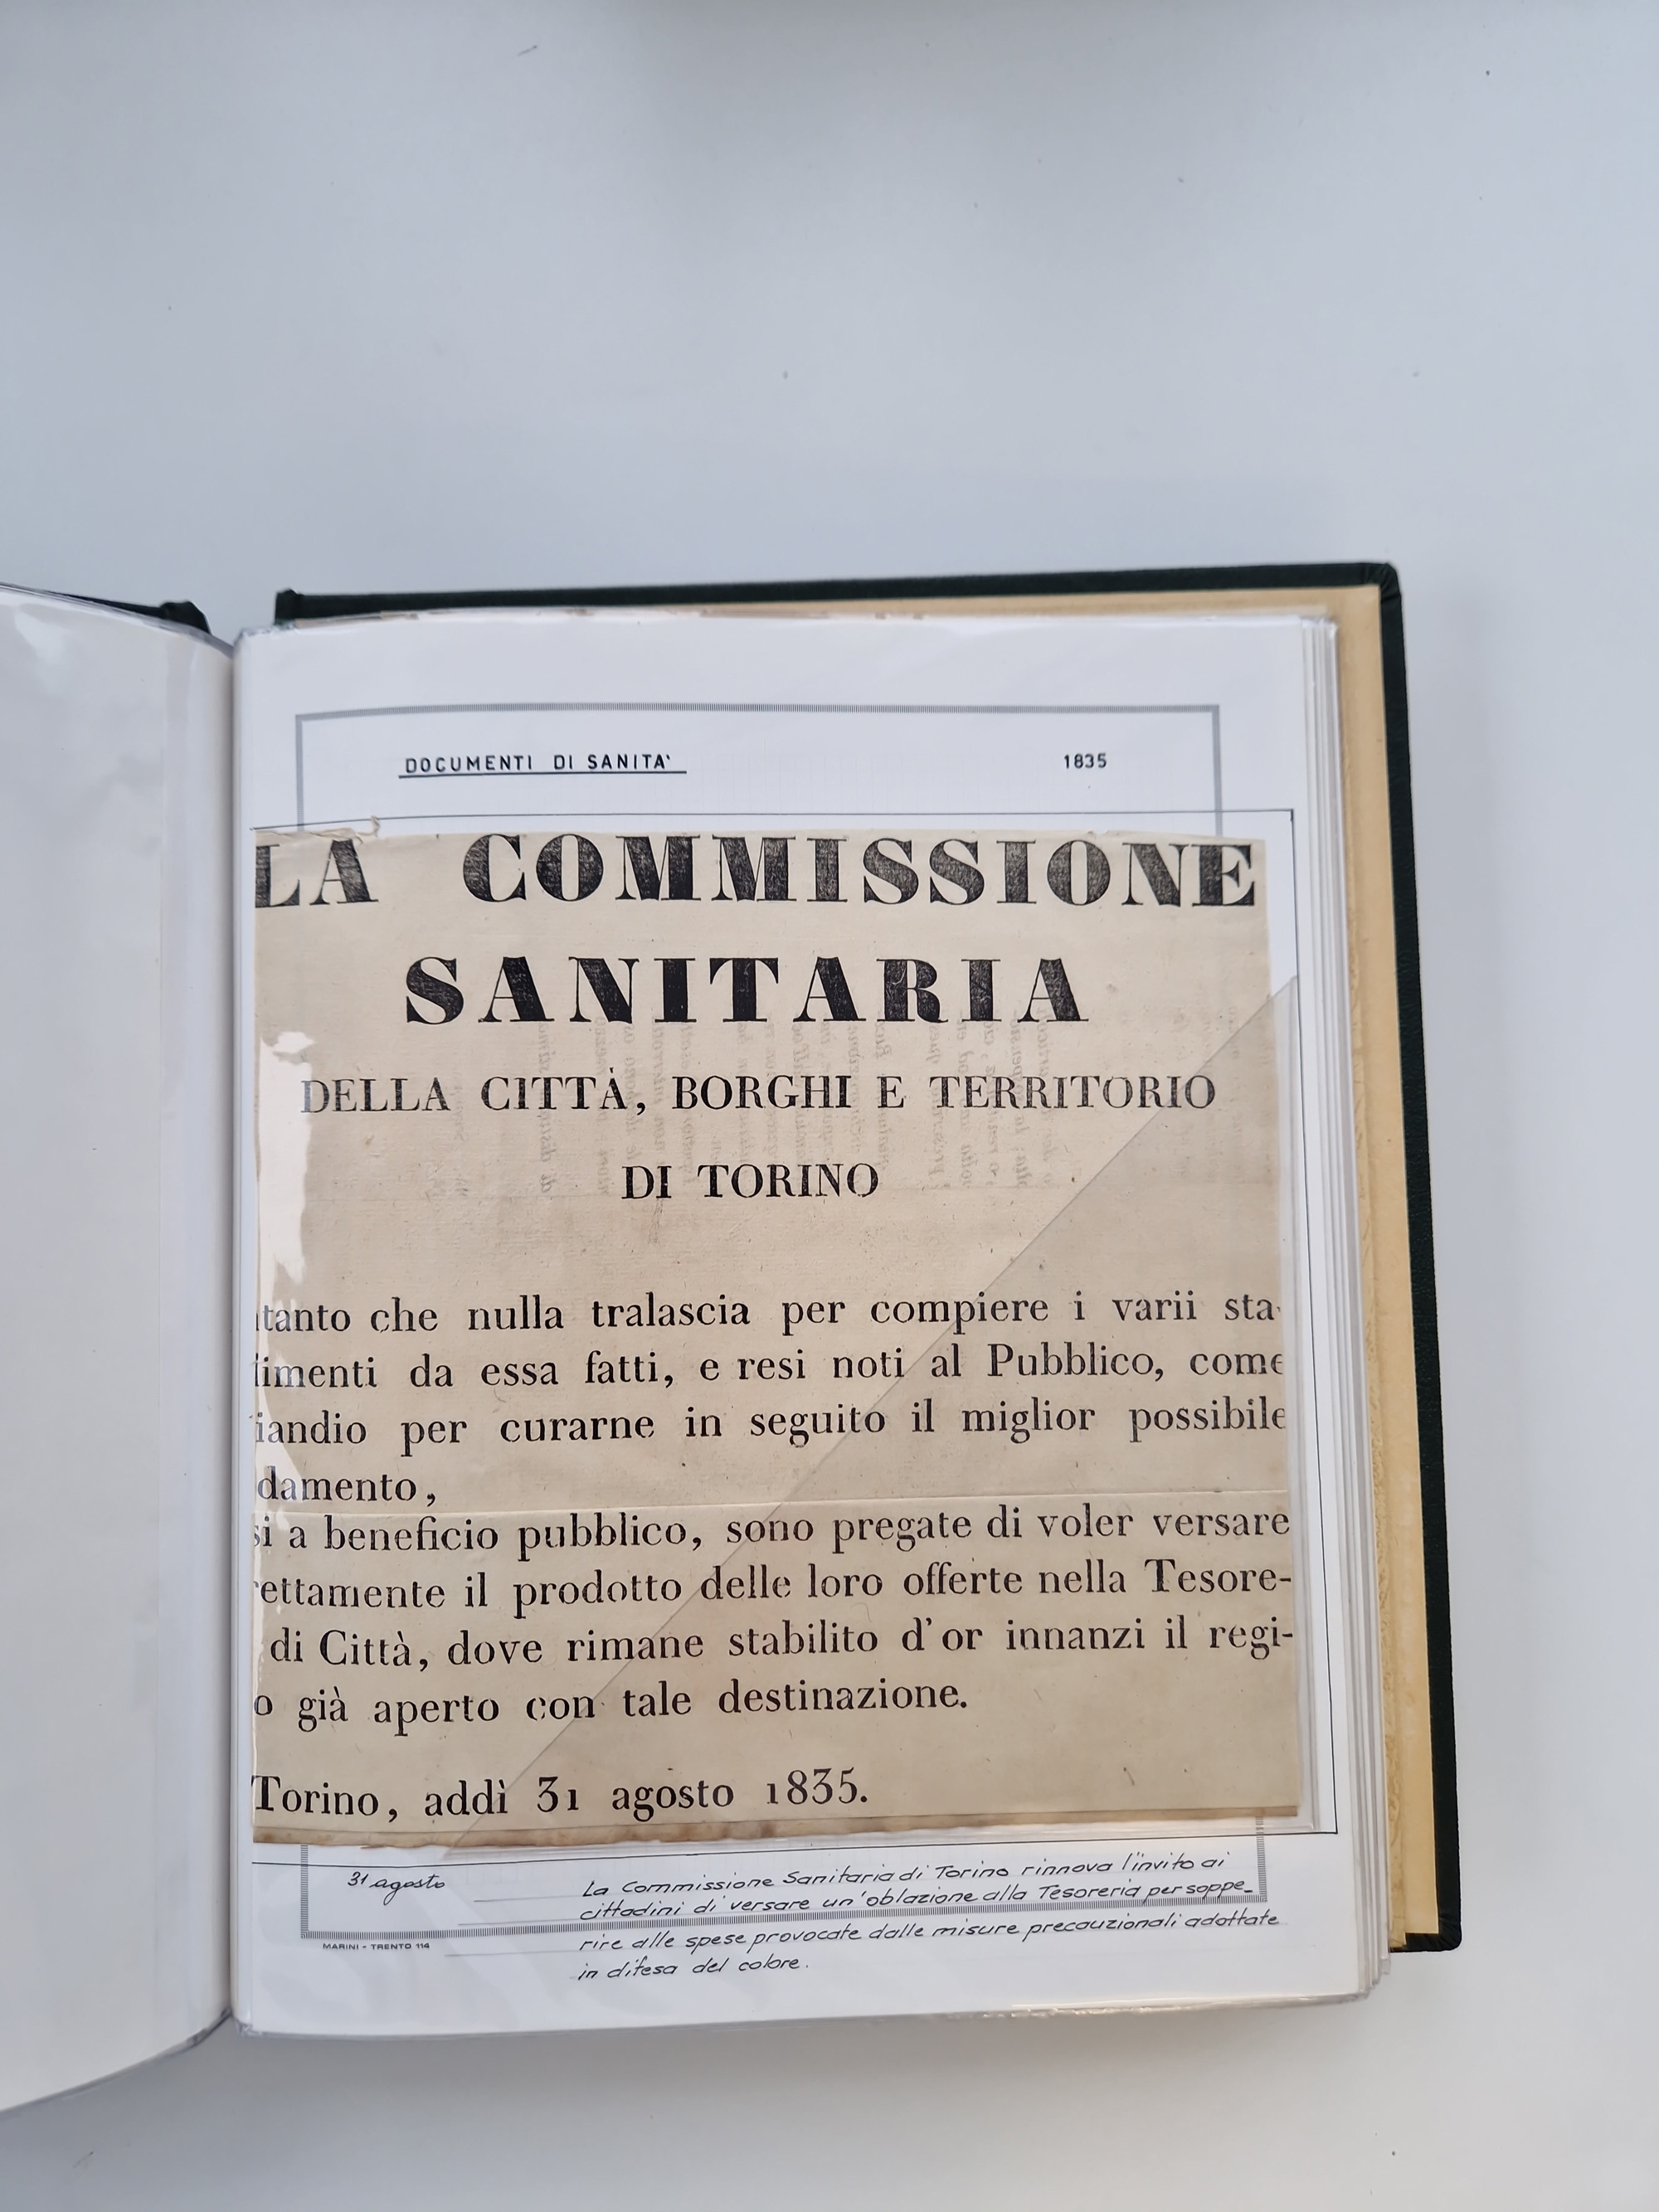 DOCUMENTI DI SANITA'
1835
LA COMMISSIONE
SANITARIA
DELLA CITTÀ, BORGHI E TERRITORIO
DI TORINO
tanto che nulla tralascia per compiere i varii sta-
limenti da essa fatti, e resi noti al Pubblico, come
iandio per curarne in seguito il miglior possibile
damento,
si a beneficio pubblico, sono pregate di voler versare
rettamente il prodotto delle loro offerte nella Tesore-
di Città, dove rimane stabilito d'or innanzi il regi-
o già aperto con tale destinazione.
Torino, addì 31 agosto 1835.
31 agosto
La Commissione Sanitaria di Torino rinnova l'invito ai
cittadini di versare un'oblazione alla Tesoreria per soppe_
rire alle spese provocate dalle misure precauzionali adottate
in difesa del colore.
MARINI - TRENTO 114